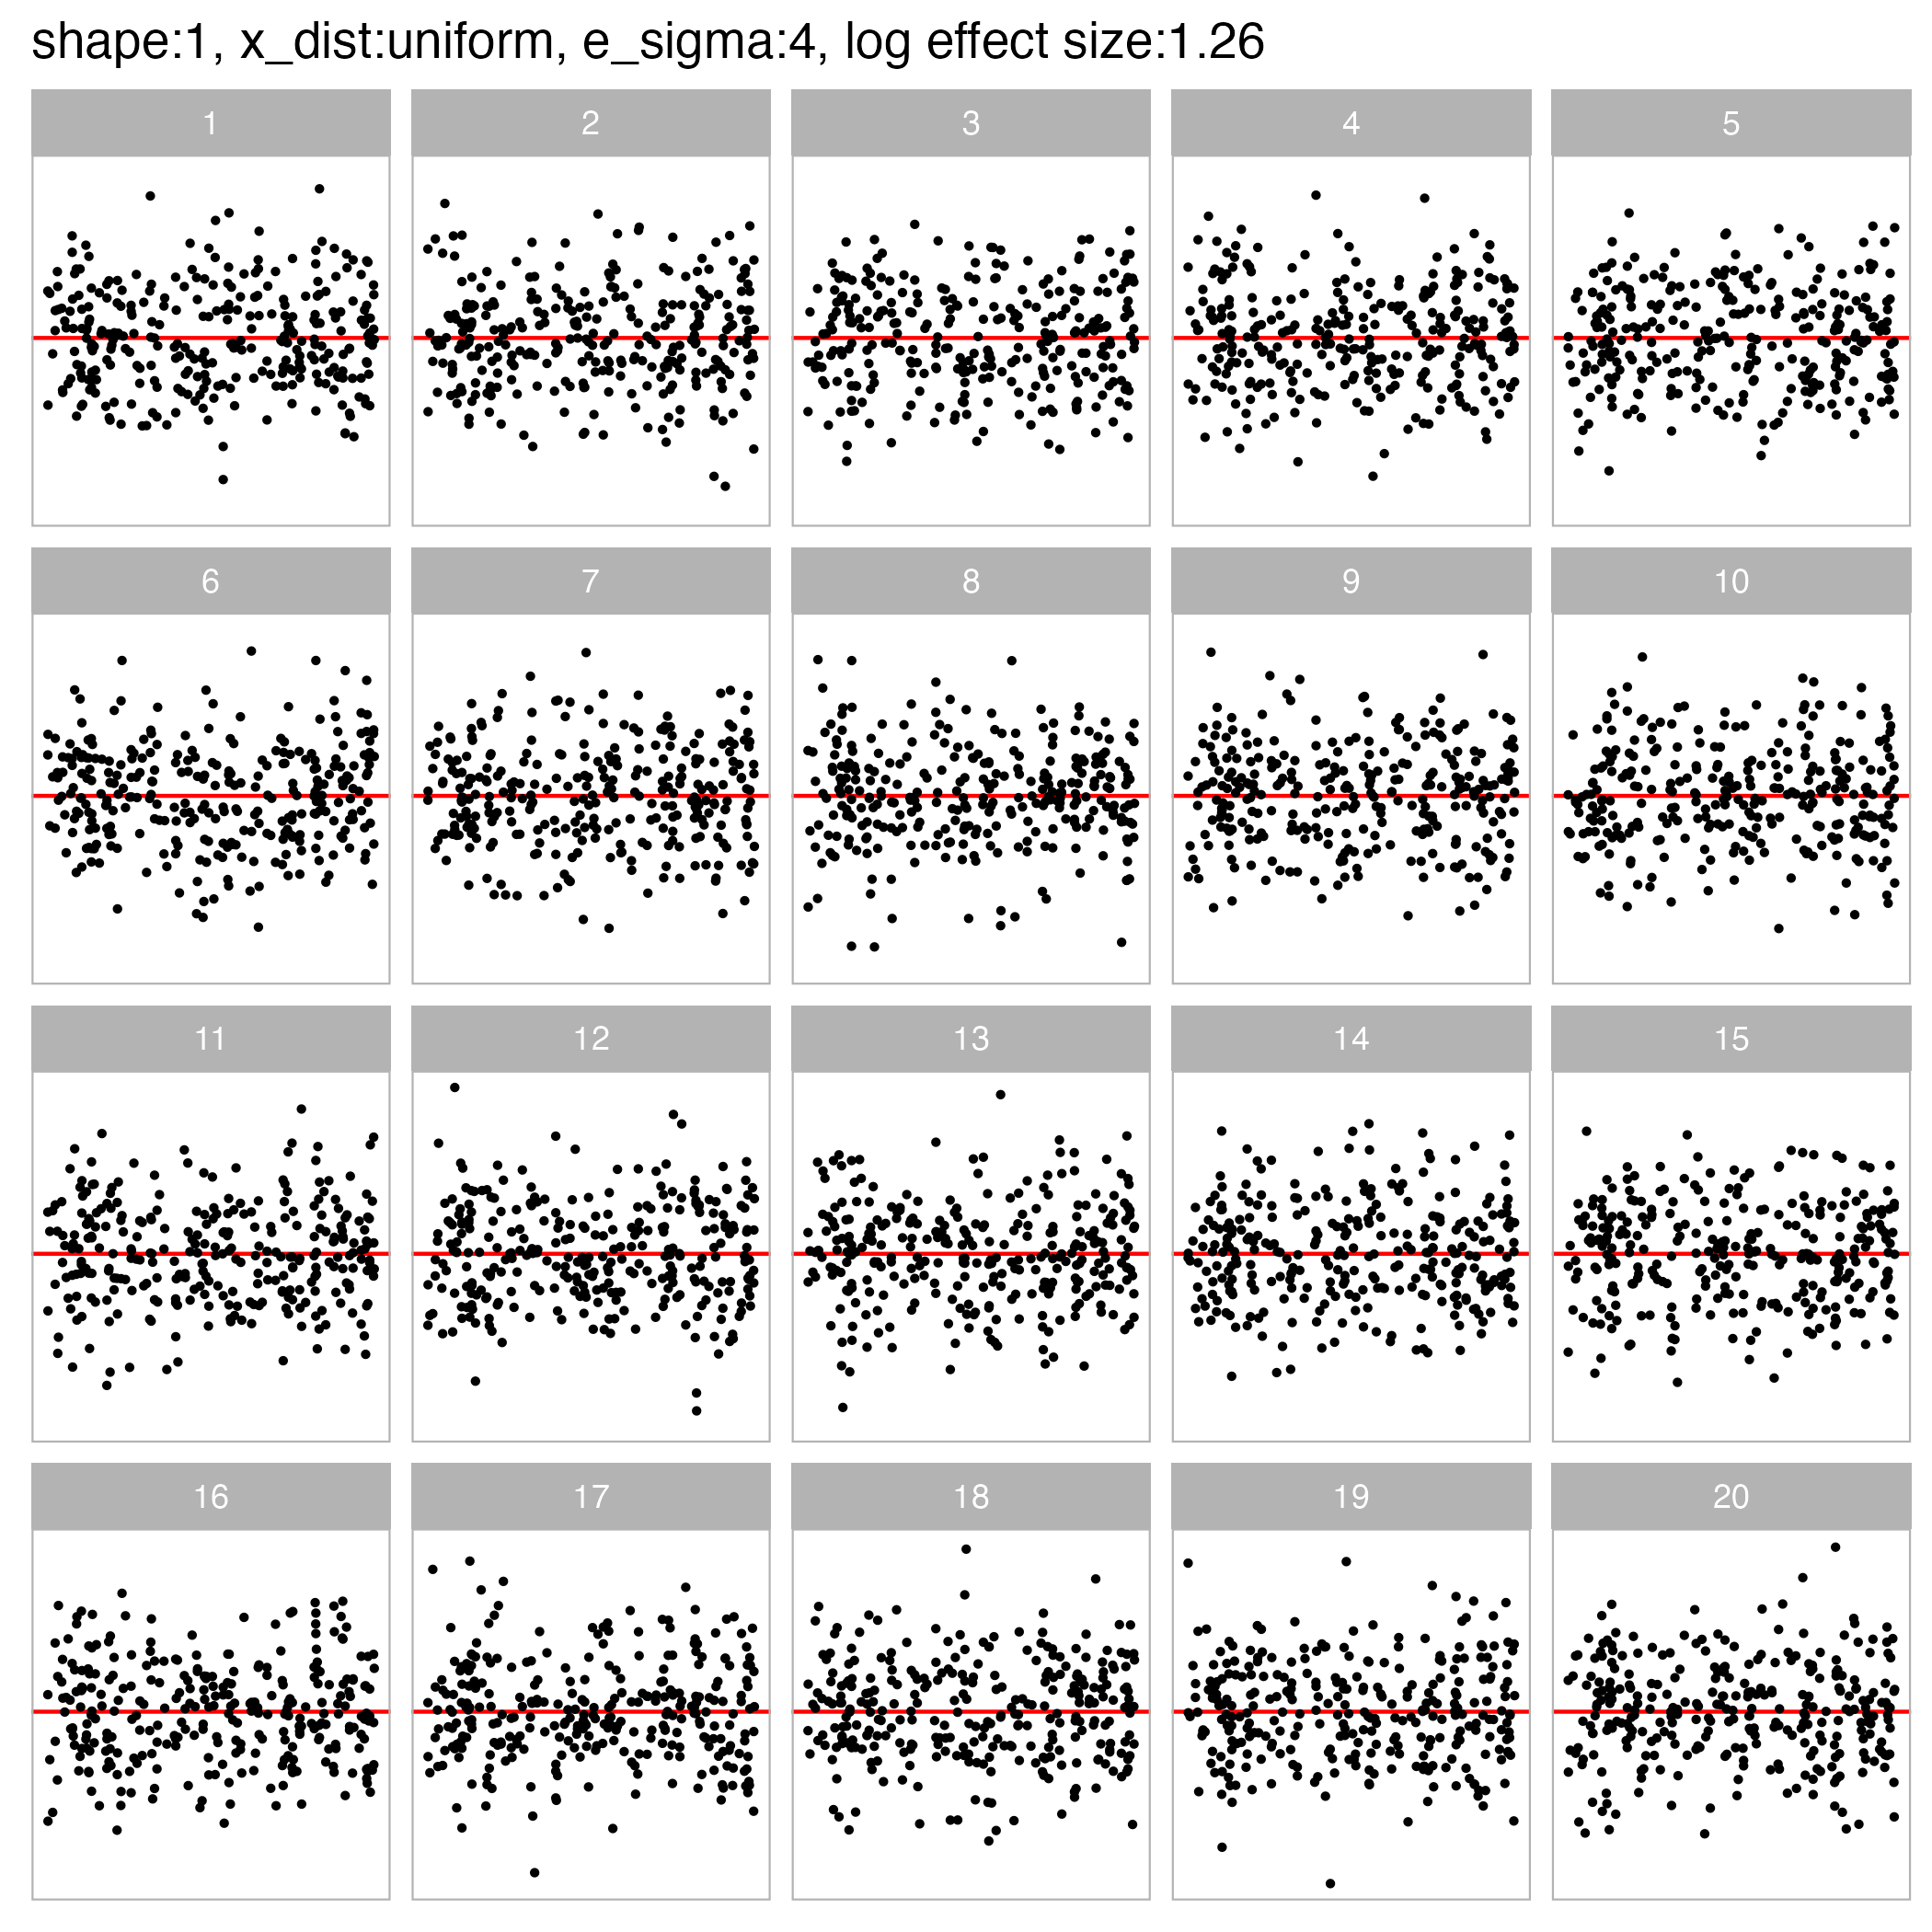 shape:1, x_dist:uniform, e_sigma:4, log effect size:1.26
1 2 3 4 5
6 7 8 9 10
11 12 13 14 15
16 17 18 19 20